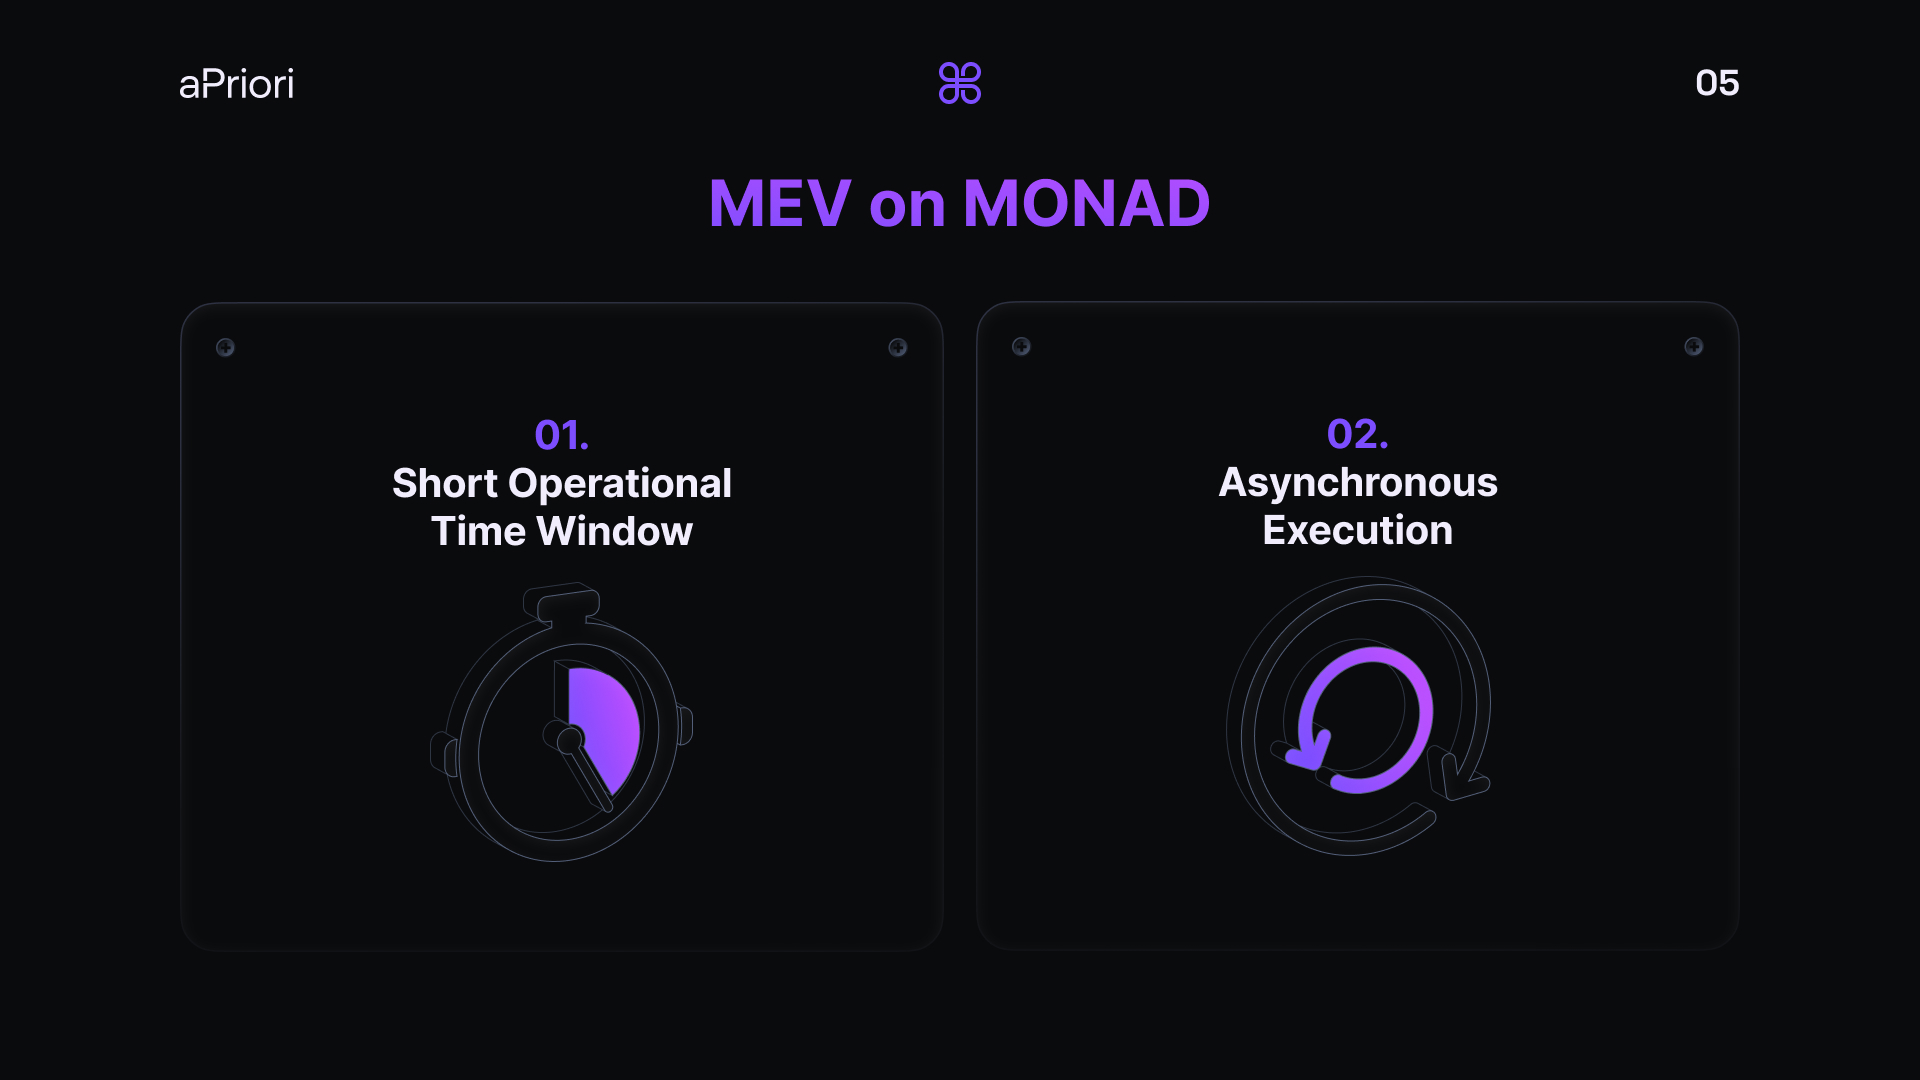 aPriori
05
MEV on MONAD
01.
Short Operational
Time Window
02.
Asynchronous
Execution